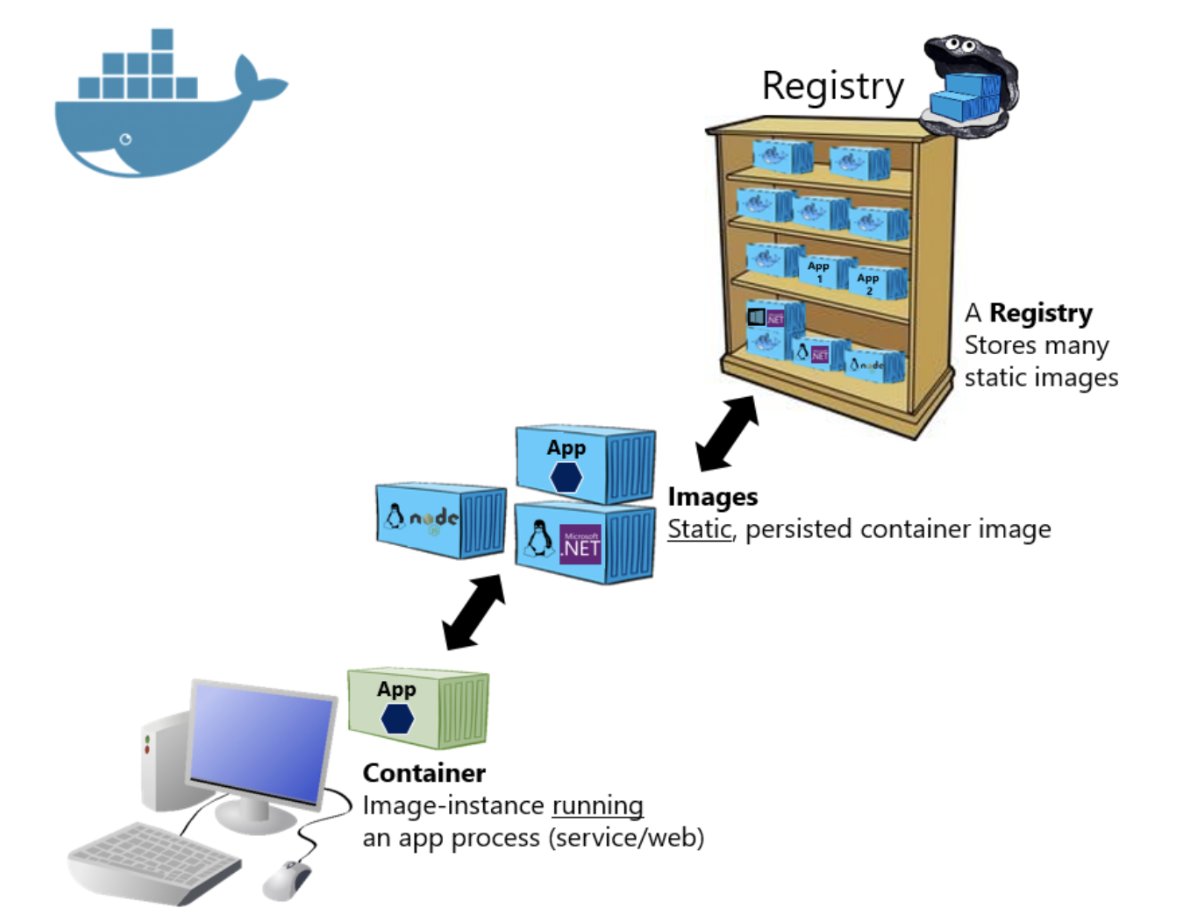 Registry
App
1
App
2
.NET
.NET
node
A Registry
Stores many
static images
App
node
Microsoft
.NET
Images
Static, persisted container image
App
Container
Image-instance running
an app process (service/web)